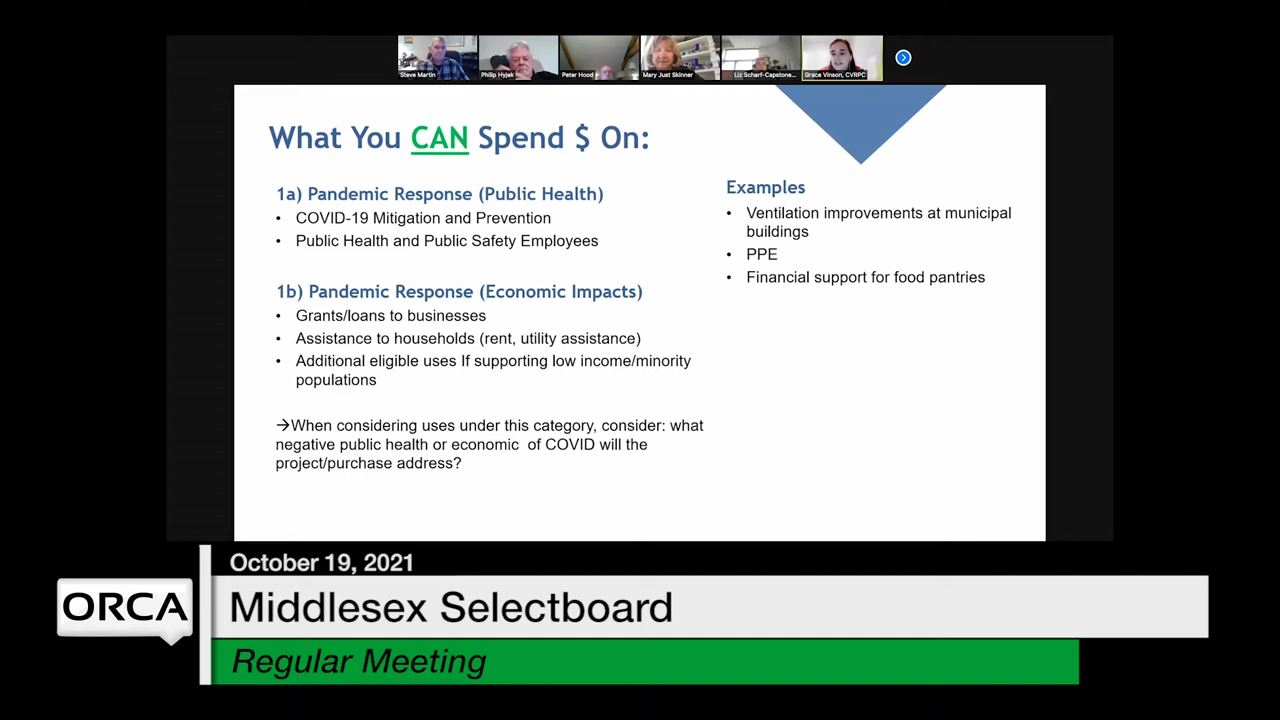 Steve Martin
Philip Hyjek
Peter Hood
Mary Just Skinner
Liz Scharf-Capstone...
Grace Vinson, CVRPC
What You CAN Spend $ On:
1a) Pandemic Response (Public Health)
• COVID-19 Mitigation and Prevention
• Public Health and Public Safety Employees
1b) Pandemic Response (Economic Impacts)
• Grants/loans to businesses
• Assistance to households (rent, utility assistance)
• Additional eligible uses If supporting low income/minority
populations
→When considering uses under this category, consider: what
negative public health or economic of COVID will the
project/purchase address?
Examples
• Ventilation improvements at municipal
buildings
• PPE
• Financial support for food pantries
October 19, 2021
ORCA
Middlesex Selectboard
Regular Meeting